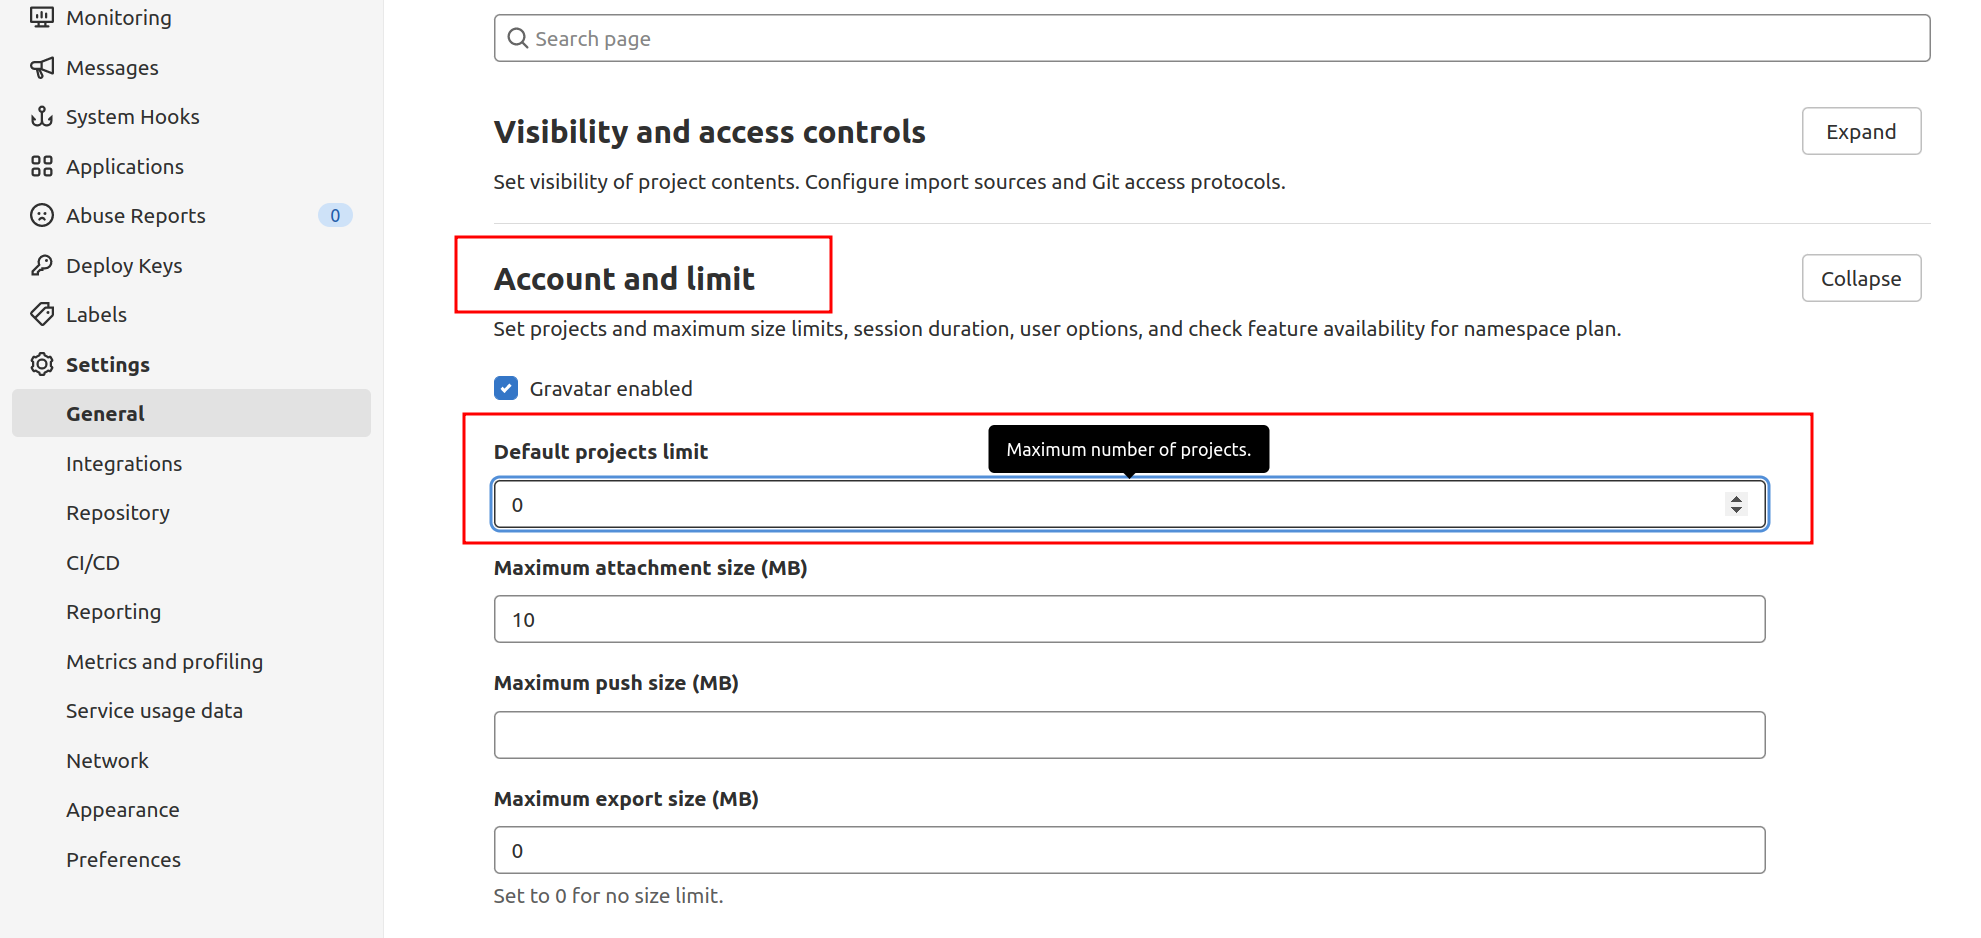 Monitoring
Messages
System Hooks
Applications
Abuse Reports 0
Deploy Keys
Labels
Settings
General
Integrations
Repository
CI/CD
Reporting
Metrics and profiling
Service usage data
Network
Appearance
Preferences
Search page
Visibility and access controls
Expand
Set visibility of project contents. Configure import sources and Git access protocols.
Account and limit
Collapse
Set projects and maximum size limits, session duration, user options, and check feature availability for namespace plan.
Gravatar enabled
Default projects limit
Maximum number of projects.
0
Maximum attachment size (MB)
10
Maximum push size (MB)
Maximum export size (MB)
0
Set to 0 for no size limit.